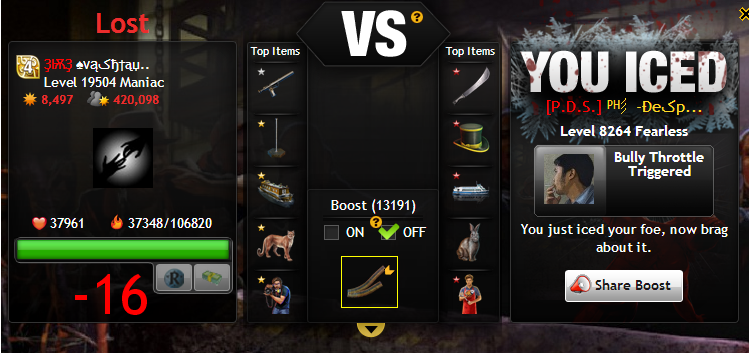 Lost
VS
?
Top Items
Top Items
YOU ICED
4
Level 19504 Maniac
8,497 420,098
[P.D.S.]
Level 8264 Fearless
Bully Throttle
Triggered
You just iced your foe, now brag
about it.
Share Boost
Boost (13191)
?
ON OFF
37961 37348/106820
-16
R